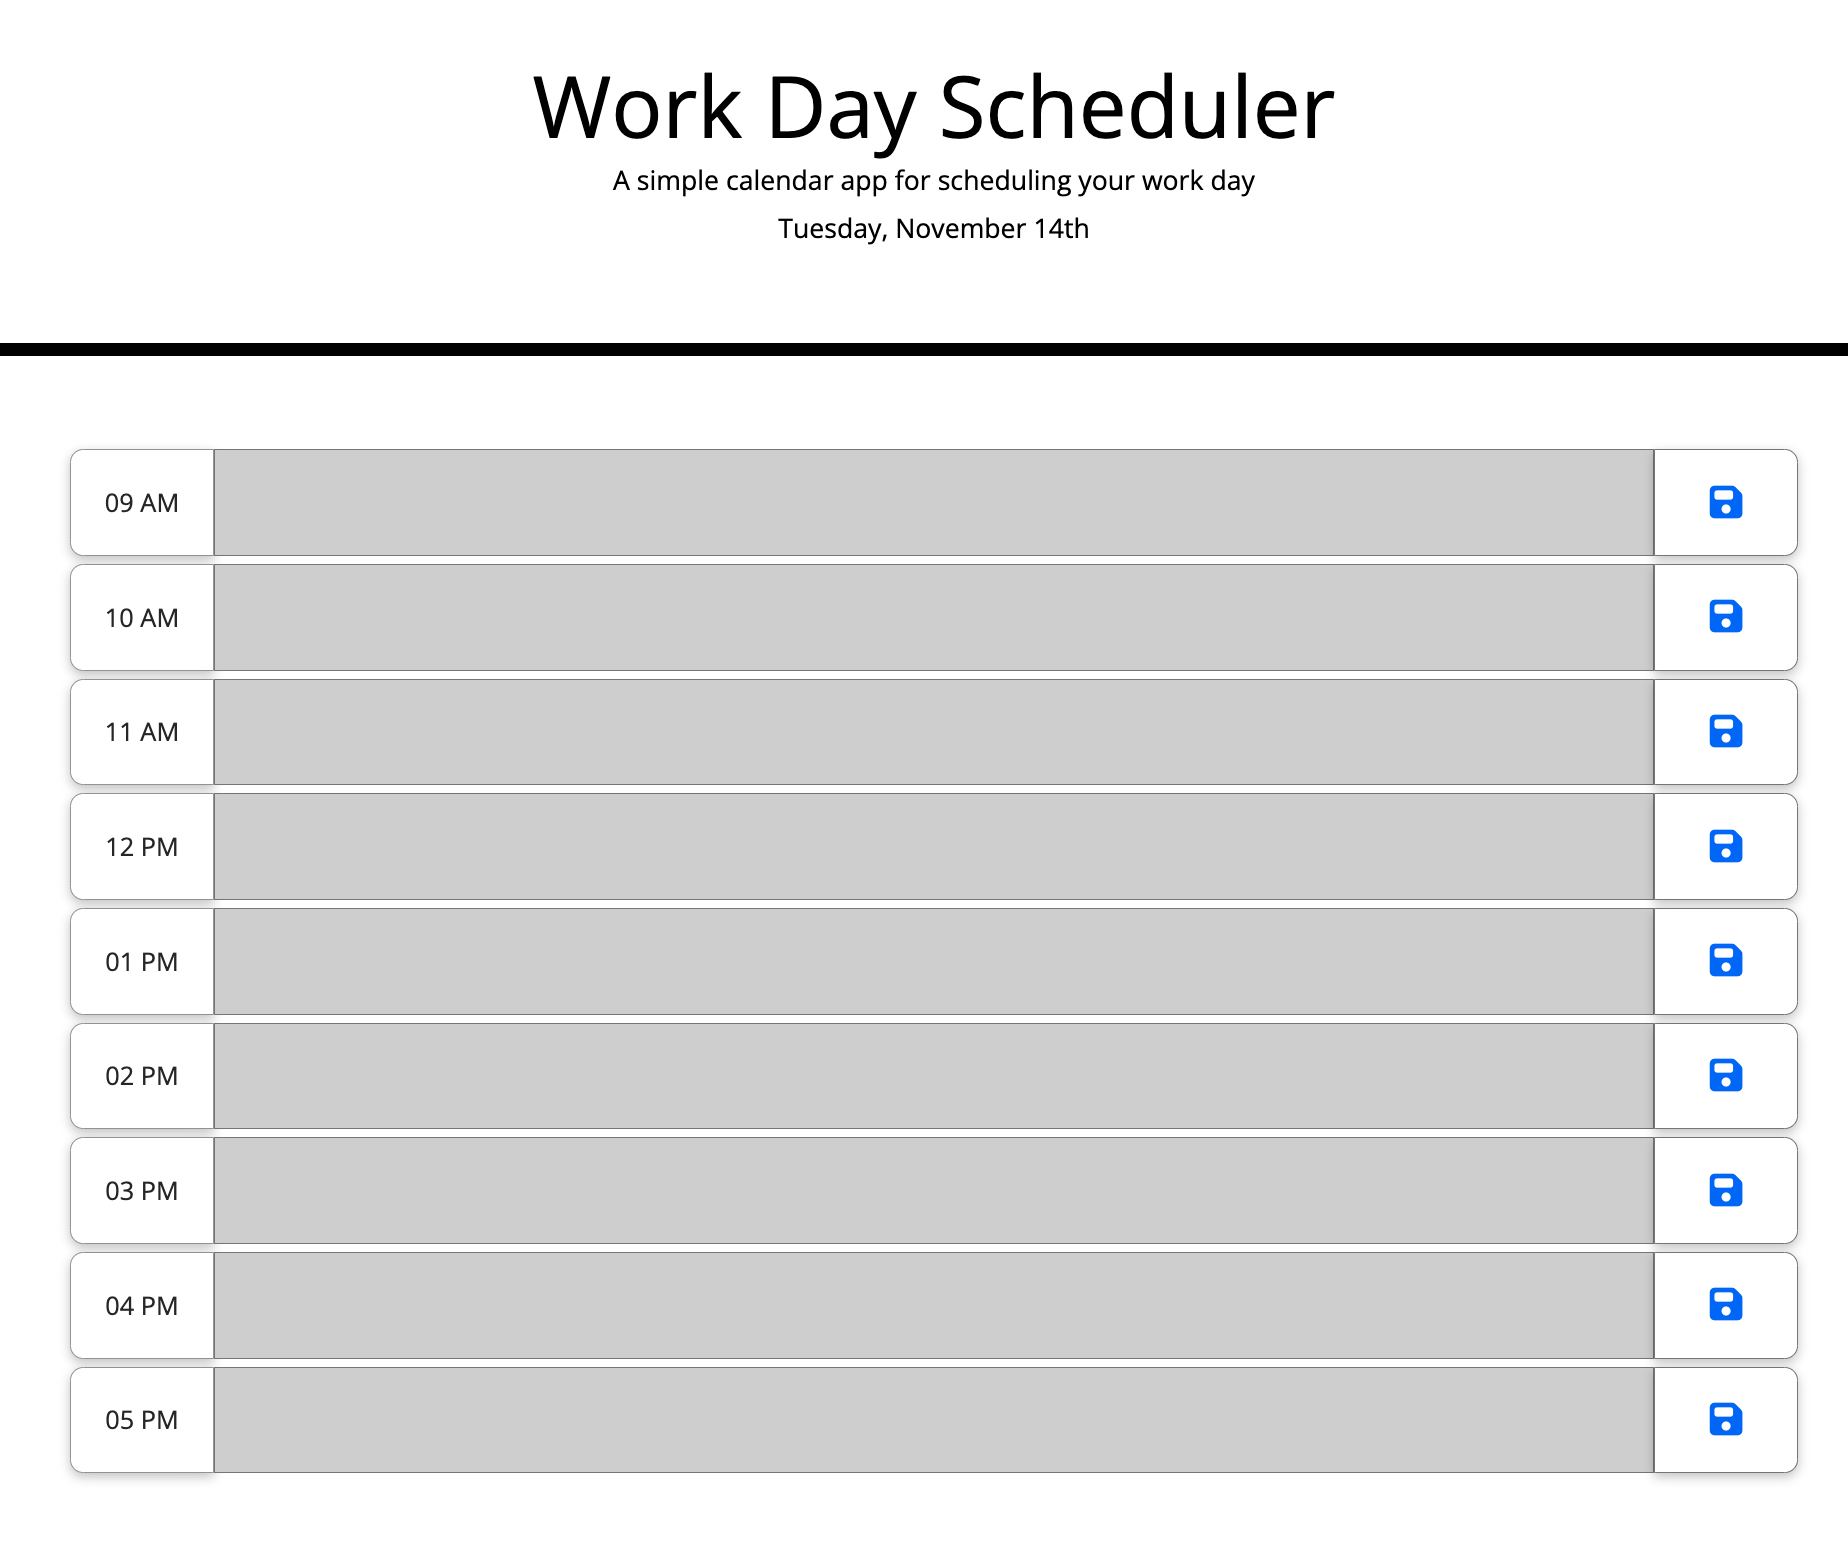 Work Day Scheduler
A simple calendar app for scheduling your work day
Tuesday, November 14th
09 AM
10 AM
11 AM
12 PM
01 PM
02 PM
03 PM
04 PM
05 PM